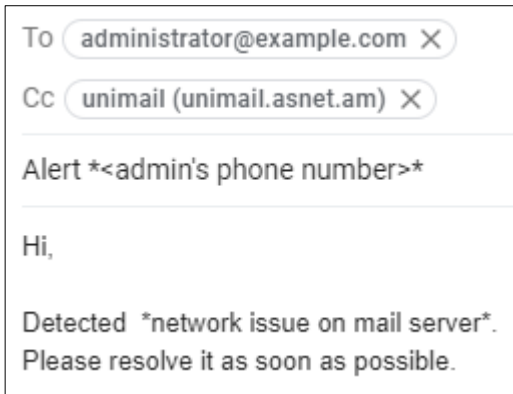 To administrator@example.com ×
Cc unimail (unimail.asnet.am) ×
Alert *<admin's phone number>*
Hi,
Detected  *network issue on mail server*.
Please resolve it as soon as possible.